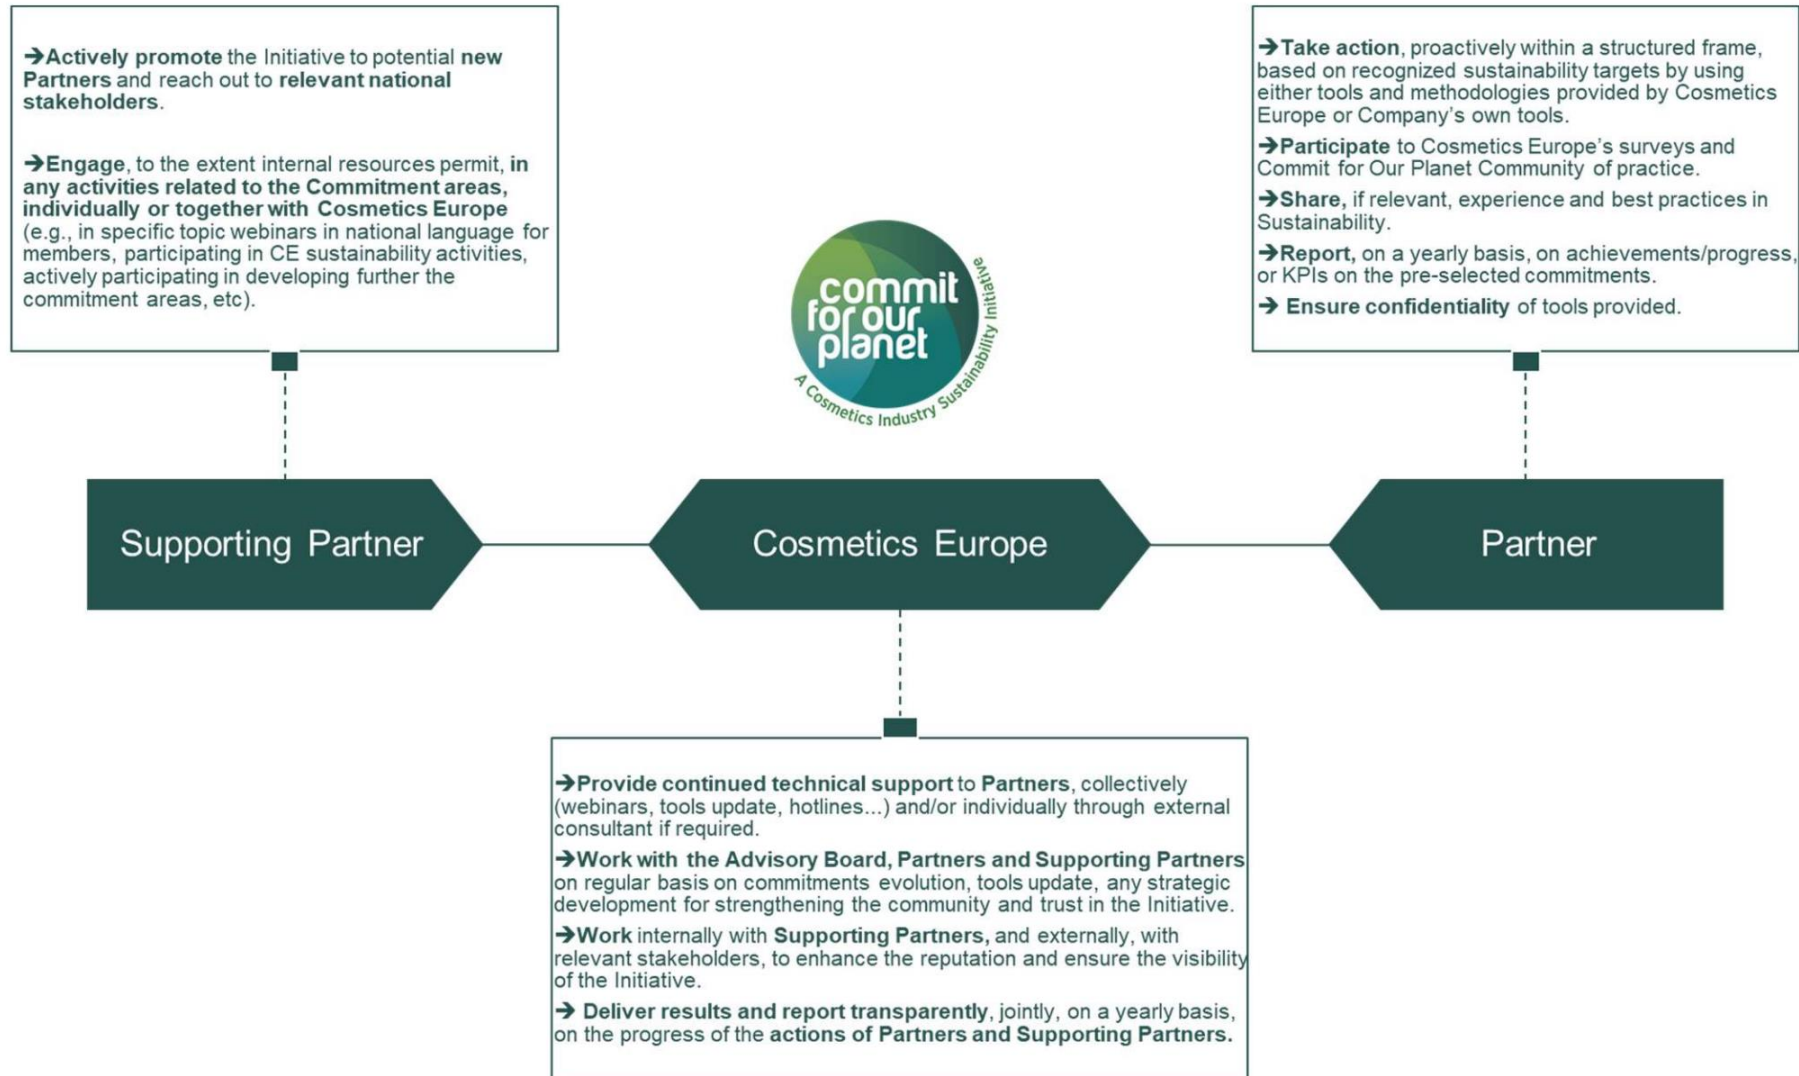 ➔Actively promote the Initiative to potential new
Partners and reach out to relevant national
stakeholders.
➔Engage, to the extent internal resources permit, in
any activities related to the Commitment areas,
individually or together with Cosmetics Europe
(e.g., in specific topic webinars in national language for
members, participating in CE sustainability activities,
actively participating in developing further the
commitment areas, etc).
commit
for our
planet
A Cosmetics Industry Sustainability Initiative
➔Take action, proactively within a structured frame,
based on recognized sustainability targets by using
either tools and methodologies provided by Cosmetics
Europe or Company’s own tools.
➔Participate to Cosmetics Europe’s surveys and
Commit for Our Planet Community of practice.
➔Share, if relevant, experience and best practices in
Sustainability.
➔Report, on a yearly basis, on achievements/progress,
or KPIs on the pre-selected commitments.
➔ Ensure confidentiality of tools provided.
Supporting Partner
Cosmetics Europe
Partner
➔Provide continued technical support to Partners, collectively
(webinars, tools update, hotlines...) and/or individually through external
consultant if required.
➔Work with the Advisory Board, Partners and Supporting Partners
on regular basis on commitments evolution, tools update, any strategic
development for strengthening the community and trust in the Initiative.
➔Work internally with Supporting Partners, and externally, with
relevant stakeholders, to enhance the reputation and ensure the visibility
of the Initiative.
➔ Deliver results and report transparently, jointly, on a yearly basis,
on the progress of the actions of Partners and Supporting Partners.